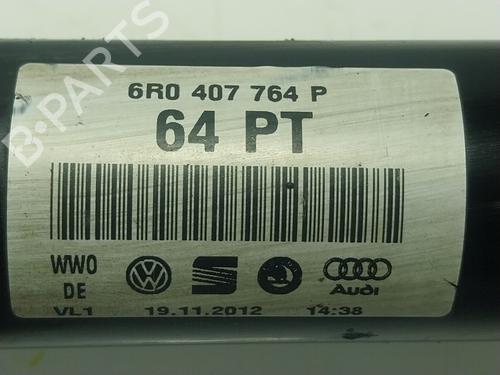 B·PARTS
6R0 407 764 P
64 PT
WWO
DE
Audi
VL1 19.11.2012 14:38